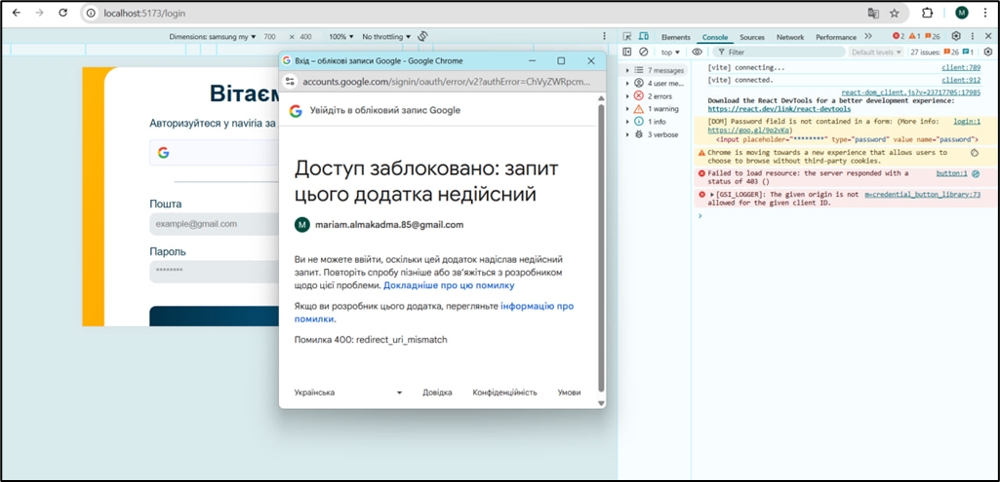 localhost:5173/login
M
Dimensions: samsung my ▼ 700 × 400 100% ▼ No throttling ▼
Elements Console Sources Network Performance » 2 1 26
top ▼ Filter Default levels ▼ 27 issues: 26 1
Вітаєм
Авторизуйтеся у naviria за
Пошта
example@gmail.com
Пароль
********
Вхід – облікові записи Google - Google Chrome
accounts.google.com/signin/oauth/error/v2?authError=ChVyZWRpcm...
Увійдіть в обліковий запис Google
Доступ заблоковано: запит
цього додатка недійсний
M mariam.almakadma.85@gmail.com
Ви не можете ввійти, оскільки цей додаток надіслав недійсний
запит. Повторіть спробу пізніше або зв’яжіться з розробником
щодо цієї проблеми. Докладніше про цю помилку
Якщо ви розробник цього додатка, перегляньте інформацію про
помилки.
Помилка 400: redirect_uri_mismatch
Українська Довідка Конфіденційність Умови
7 messages
4 user me...
2 errors
1 warning
1 info
3 verbose
[vite] connecting... client:789
[vite] connected. client:912
react-dom_client.js?v=23717705:17985
Download the React DevTools for a better development experience:
https://react.dev/link/react-devtools
[DOM] Password field is not contained in a form: (More info: login:1
https://goo.gl/9p2vKq)
<input placeholder="********" type="password" value name="password">
Chrome is moving towards a new experience that allows users to
choose to browse without third-party cookies.
Failed to load resource: the server responded with a button:1
status of 403 ()
[GSI_LOGGER]: The given origin is not m=credential_button_library:73
allowed for the given client ID.